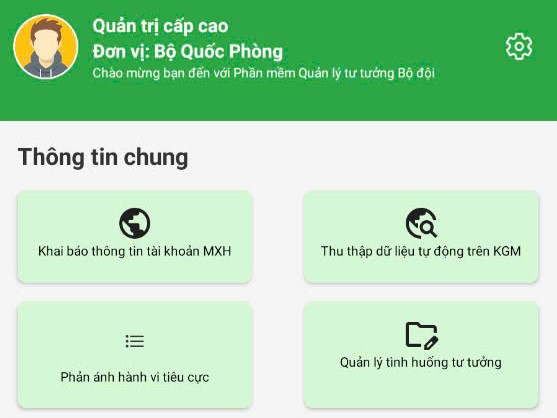 Quản trị cấp cao
Đơn vị: Bộ Quốc Phòng
Chào mừng bạn đến với Phần mềm Quản lý tư tưởng Bộ đội
Thông tin chung
Khai báo thông tin tài khoản MXH
Thu thập dữ liệu tự động trên KGM
Phản ánh hành vi tiêu cực
Quản lý tình huống tư tưởng